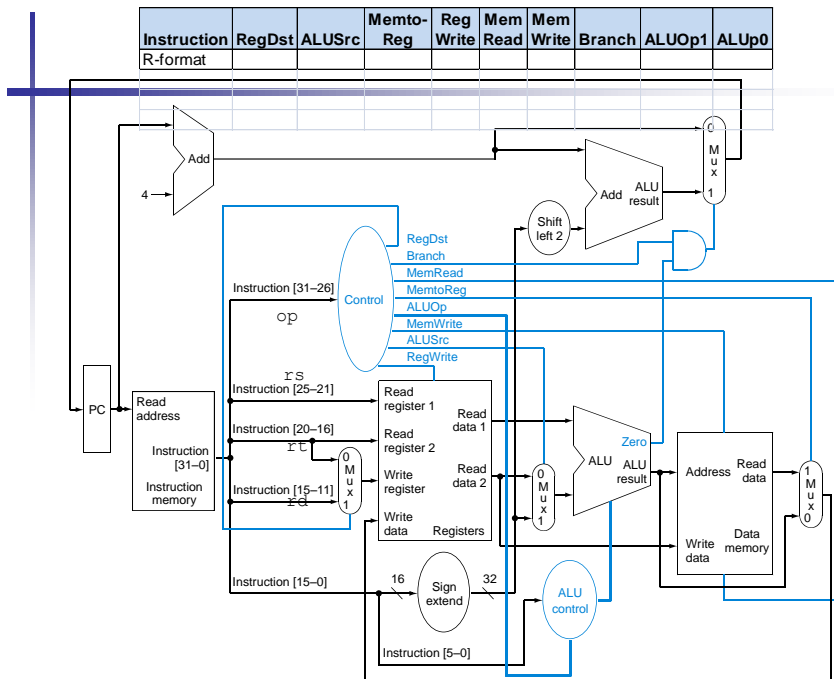 Instruction RegDst ALUSrc Memto-Reg Reg Write Mem Read Mem Write Branch ALUOp1 ALUp0
R-format
Add
4
0
M
u
x
1
Add
ALU
result
Shift
left 2
RegDst
Branch
MemRead
MemtoReg
ALUOp
MemWrite
ALUSrc
RegWrite
Control
Instruction [31–26]
op
rs
Instruction [25–21]
Instruction [20–16]
rt
Instruction [15–11]
rd
PC
Read
address
Instruction
[31–0]
Instruction
memory
0
M
u
x
1
Read
register 1
Read
register 2
Write
register
Write
data
Read
data 1
Read
data 2
Registers
0
M
u
x
1
Zero
ALU
ALU
result
Address
Read
data
Write
data
Data
memory
1
M
u
x
0
Instruction [15–0]
16
Sign
extend
32
ALU
control
Instruction [5–0]